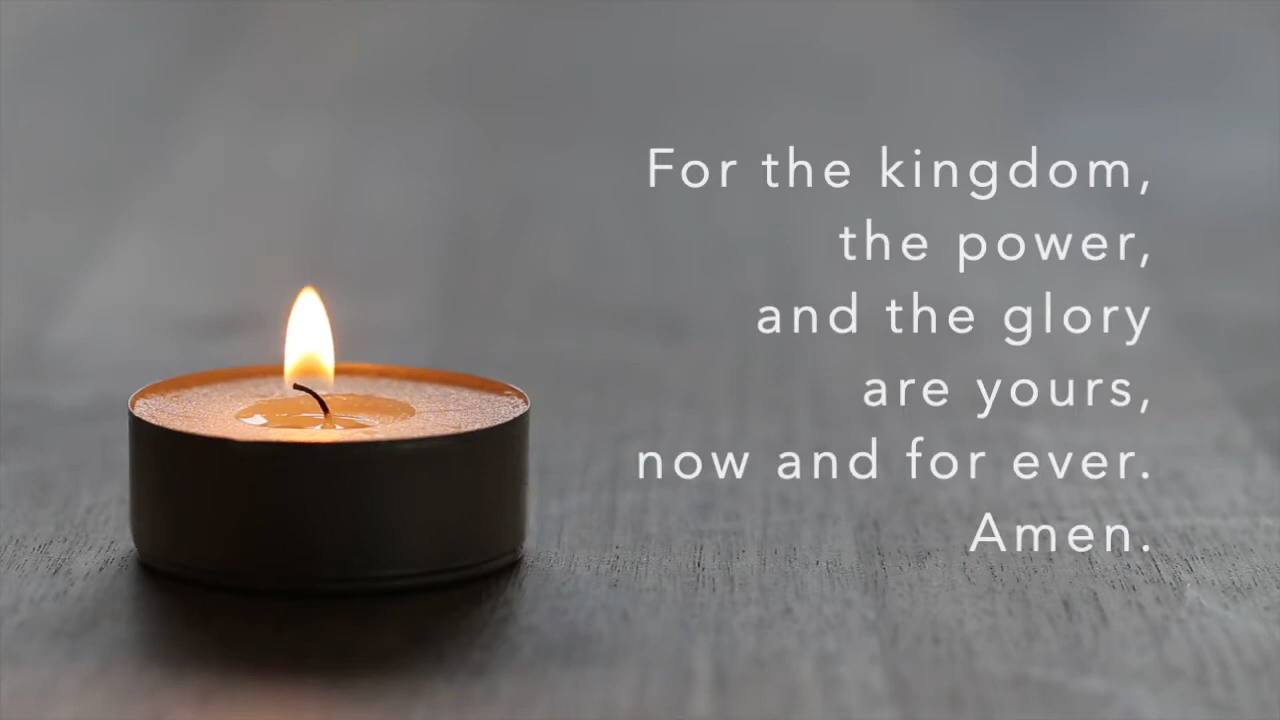 For the kingdom,
the power,
and the glory
are yours,
now and for ever.
Amen.